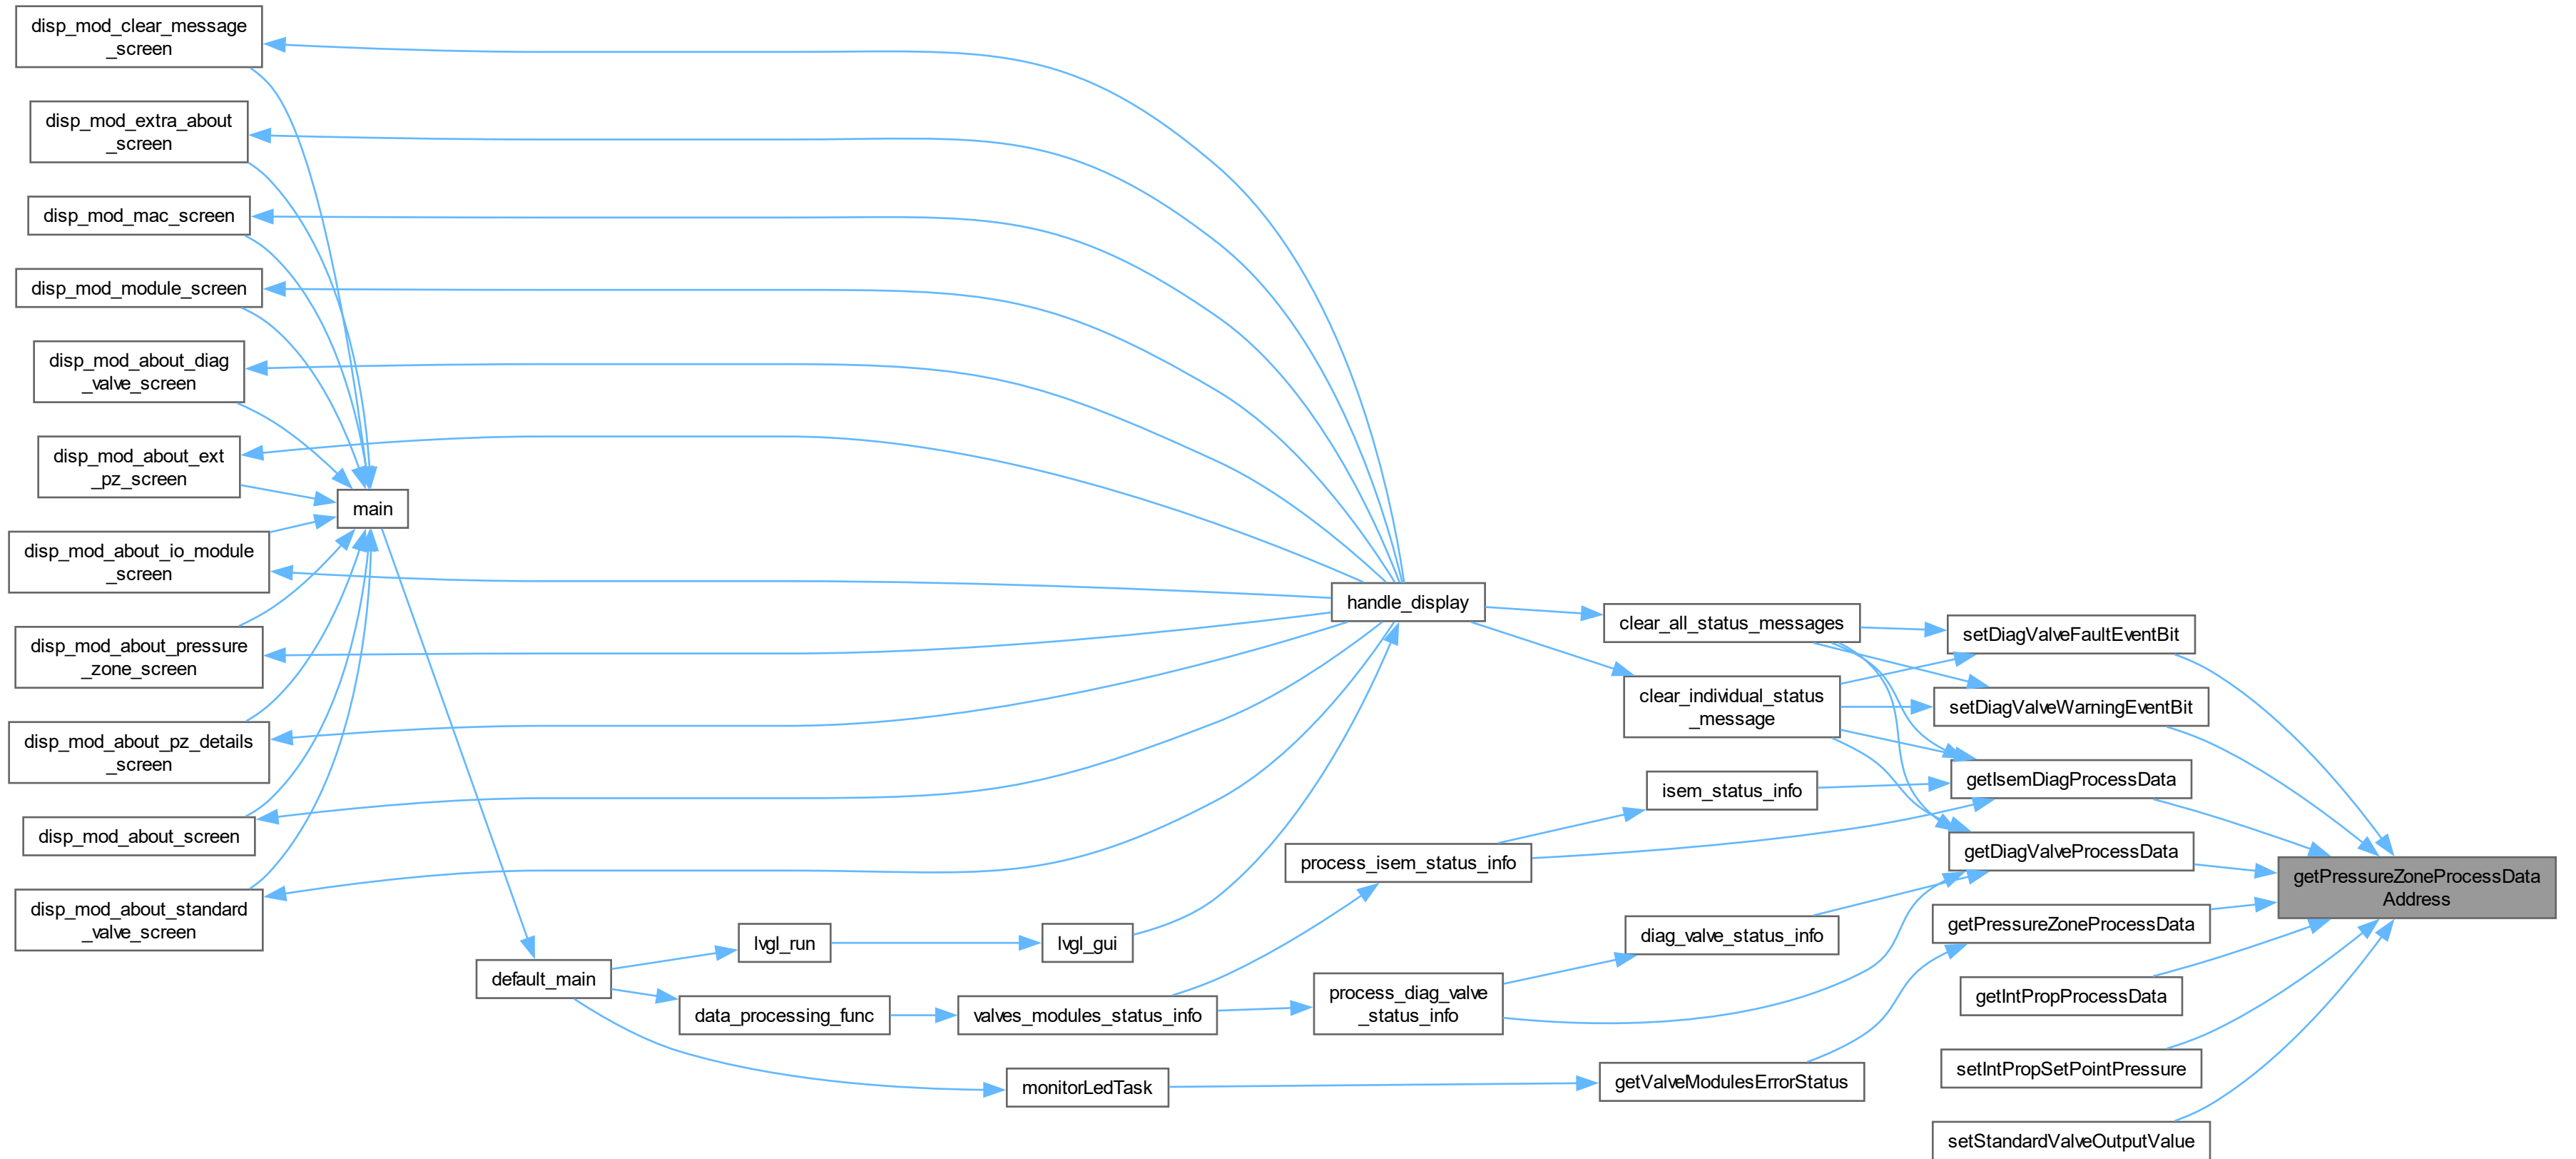 disp_mod_clear_message
_screen
disp_mod_extra_about
_screen
disp_mod_mac_screen
disp_mod_module_screen
disp_mod_about_diag
_valve_screen
disp_mod_about_ext
_pz_screen
disp_mod_about_io_module
_screen
disp_mod_about_pressure
_zone_screen
disp_mod_about_pz_details
_screen
disp_mod_about_screen
disp_mod_about_standard
_valve_screen
main
default_main
lvgl_run
data_processing_func
lvgl_gui
valves_modules_status_info
monitorLedTask
handle_display
process_isem_status_info
process_diag_valve
_status_info
clear_all_status_messages
clear_individual_status
_message
isem_status_info
diag_valve_status_info
getValveModulesErrorStatus
setDiagValveFaultEventBit
setDiagValveWarningEventBit
getIsemDiagProcessData
getDiagValveProcessData
getPressureZoneProcessData
getIntPropProcessData
setIntPropSetPointPressure
setStandardValveOutputValue
getPressureZoneProcessData
Address